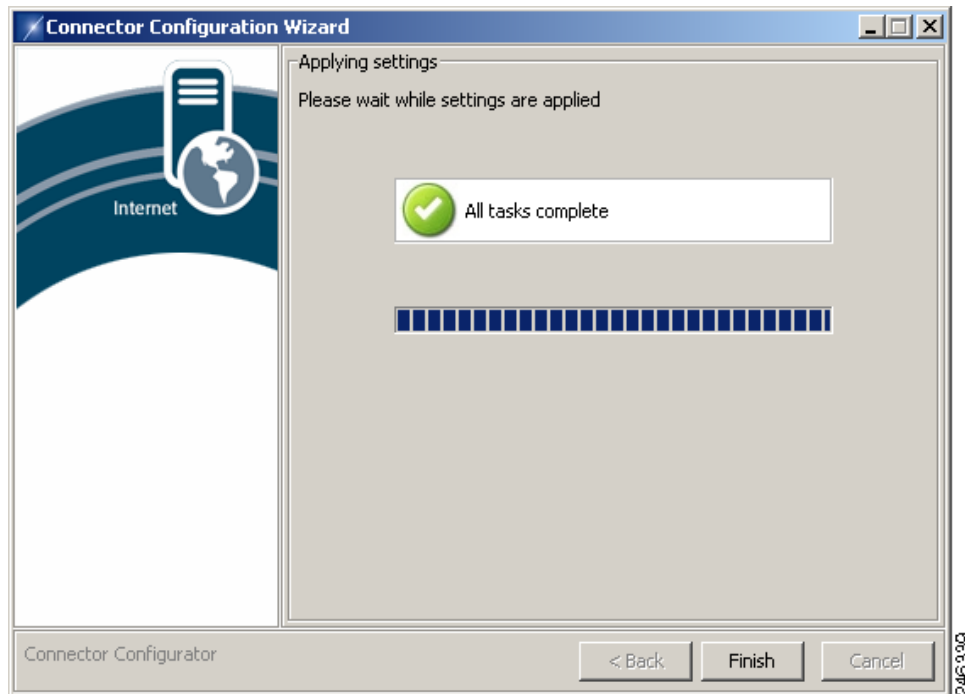 Connector Configuration Wizard
Applying settings
Please wait while settings are applied
Internet
All tasks complete
Connector Configurator
< Back
Finish
Cancel
246339